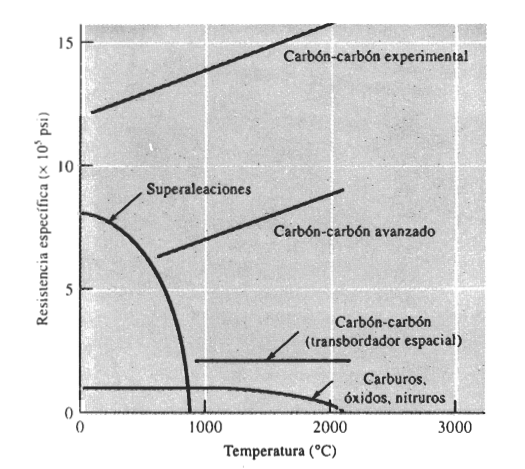 15
Carbón-carbón experimental
10
Superaleaciones
Carbón-carbón avanzado
Resistencia específica (× 10⁵ psi)
5
Carbón-carbón
(transbordador espacial)
Carburos,
óxidos, nitruros
0
0 1000 2000 3000
Temperatura (°C)